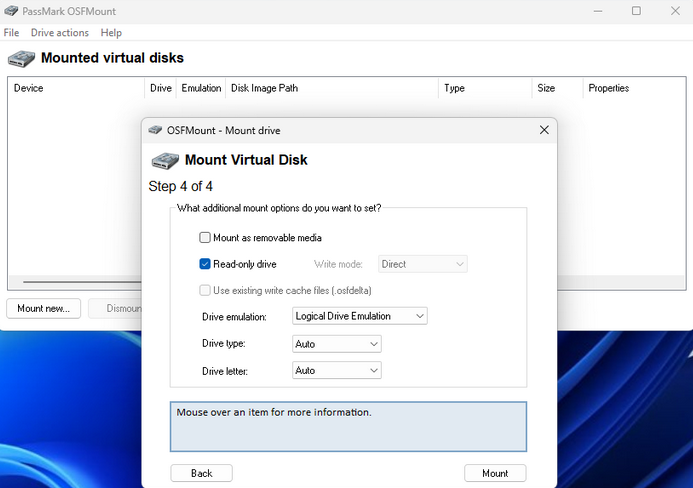 PassMark OSFMount
File Drive actions Help
Mounted virtual disks
Device Drive Emulation Disk Image Path Type Size Properties
OSFMount - Mount drive
Mount Virtual Disk
Step 4 of 4
What additional mount options do you want to set?
Mount as removable media
Read-only drive Write mode: Direct
Use existing write cache files (.osfdelta)
Mount new... Dismoun
Drive emulation: Logical Drive Emulation
Drive type: Auto
Drive letter: Auto
Mouse over an item for more information.
Back Mount